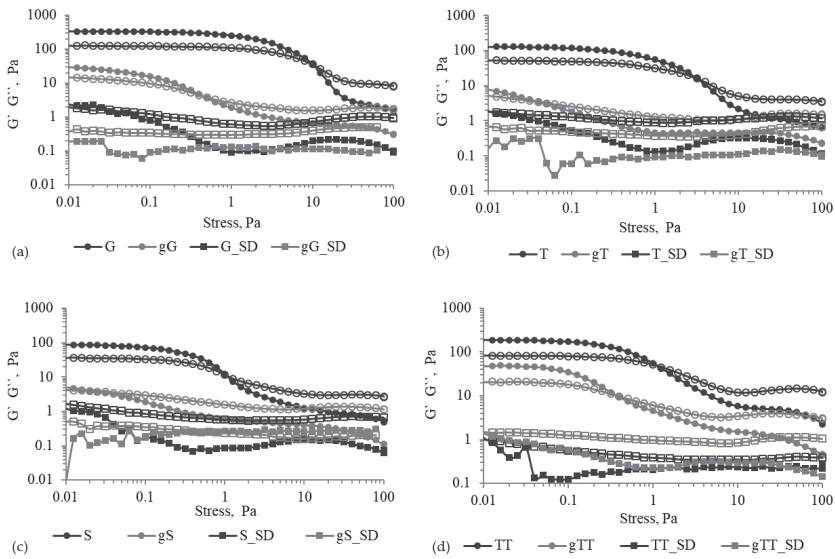 1000
100
10
1
0.1
0.01
G` G``, Pa
0.01 0.1 1 10 100
Stress, Pa
(a) G gG G_SD gG_SD
1000
100
10
1
0.1
0.01
G` G``, Pa
0.01 0.1 1 10 100
Stress, Pa
(b) T gT T_SD gT_SD
1000
100
10
1
0.1
0.01
G` G``, Pa
0.01 0.1 1 10 100
Stress, Pa
(c) S gS S_SD gS_SD
1000
100
10
1
0.1
G` G``, Pa
0.01 0.1 1 10 100
Stress, Pa
(d) TT gTT TT_SD gTT_SD